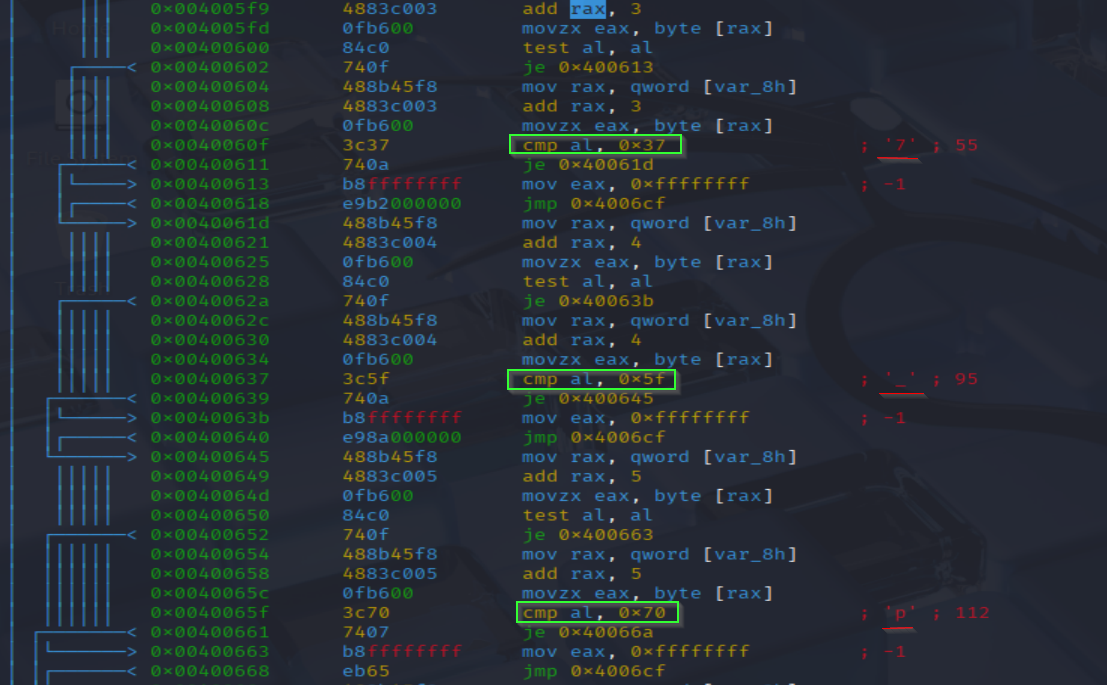 0x004005f9 4883c003 add rax, 3
0x004005fd 0fb600 movzx eax, byte [rax]
0x00400600 84c0 test al, al
< 0x00400602 740f je 0x400613
0x00400604 488b45f8 mov rax, qword [var_8h]
0x00400608 4883c003 add rax, 3
0x0040060c 0fb600 movzx eax, byte [rax]
0x0040060f 3c37 cmp al, 0x37 ; '7' ; 55
< 0x00400611 740a je 0x40061d
> 0x00400613 b8ffffffff mov eax, 0xffffffff ; -1
< 0x00400618 e9b2000000 jmp 0x4006cf
> 0x0040061d 488b45f8 mov rax, qword [var_8h]
0x00400621 4883c004 add rax, 4
0x00400625 0fb600 movzx eax, byte [rax]
0x00400628 84c0 test al, al
< 0x0040062a 740f je 0x40063b
0x0040062c 488b45f8 mov rax, qword [var_8h]
0x00400630 4883c004 add rax, 4
0x00400634 0fb600 movzx eax, byte [rax]
0x00400637 3c5f cmp al, 0x5f ; '_' ; 95
< 0x00400639 740a je 0x400645
> 0x0040063b b8ffffffff mov eax, 0xffffffff ; -1
< 0x00400640 e98a000000 jmp 0x4006cf
> 0x00400645 488b45f8 mov rax, qword [var_8h]
0x00400649 4883c005 add rax, 5
0x0040064d 0fb600 movzx eax, byte [rax]
0x00400650 84c0 test al, al
< 0x00400652 740f je 0x400663
0x00400654 488b45f8 mov rax, qword [var_8h]
0x00400658 4883c005 add rax, 5
0x0040065c 0fb600 movzx eax, byte [rax]
0x0040065f 3c70 cmp al, 0x70 ; 'p' ; 112
< 0x00400661 7407 je 0x40066a
> 0x00400663 b8ffffffff mov eax, 0xffffffff ; -1
< 0x00400668 eb65 jmp 0x4006cf